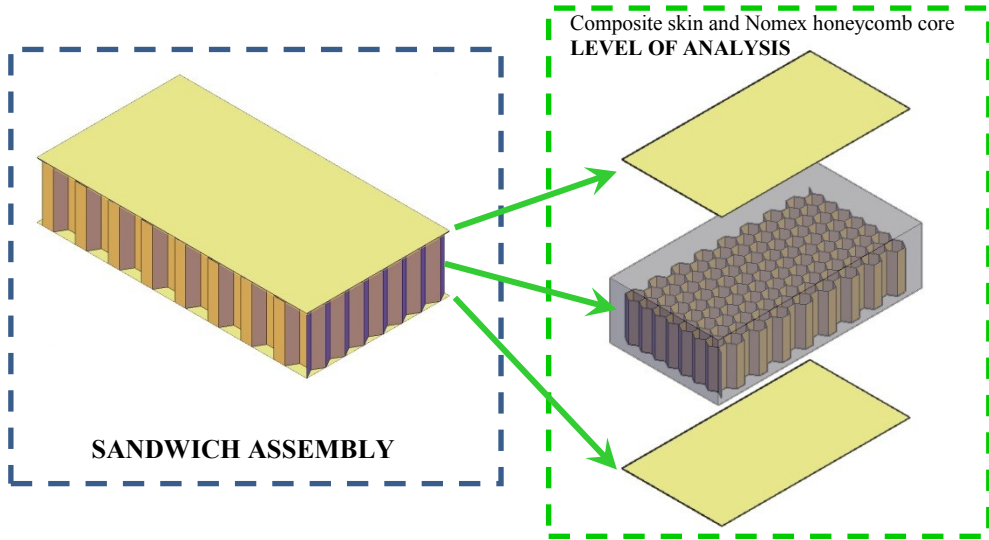 Composite skin and Nomex honeycomb core
LEVEL OF ANALYSIS
SANDWICH ASSEMBLY